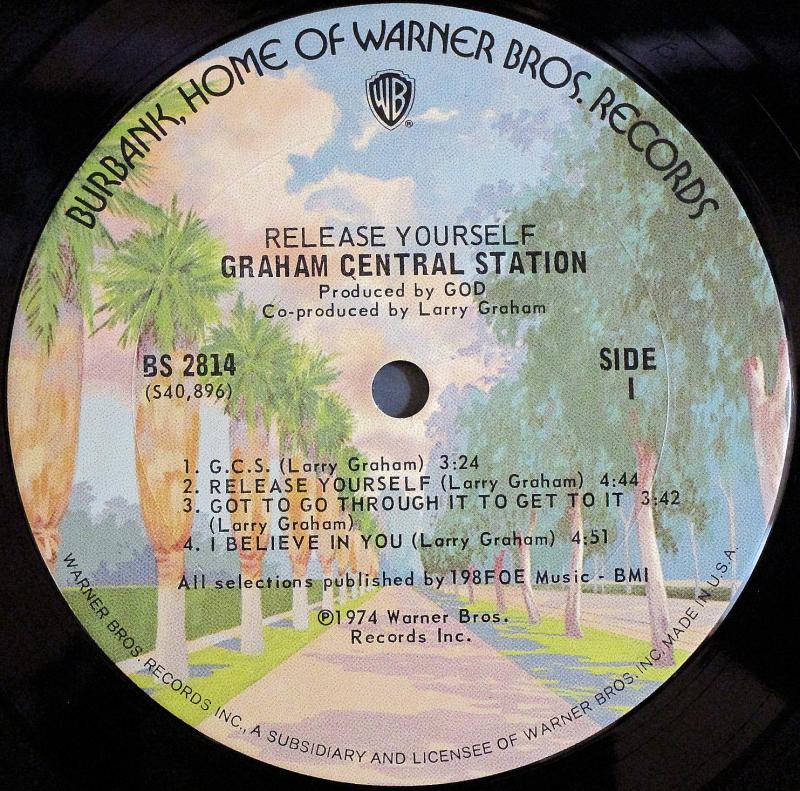 BURBANK, HOME OF WARNER BROS. RECORDS
WB
®
RELEASE YOURSELF
GRAHAM CENTRAL STATION
Produced by GOD
Co-produced by Larry Graham
BS 2814
(S40,896)
SIDE
1
1. G.C.S. (Larry Graham) 3:24
2. RELEASE YOURSELF (Larry Graham) 4:44
3. GOT TO GO THROUGH IT TO GET TO IT 3:42
(Larry Graham)
4. I BELIEVE IN YOU (Larry Graham) 4:51
All selections published by 198FOE Music - BMI
℗1974 Warner Bros.
Records Inc.
WARNER BROS. RECORDS INC., A SUBSIDIARY AND LICENSEE OF WARNER BROS. INC. MADE IN U.S.A.